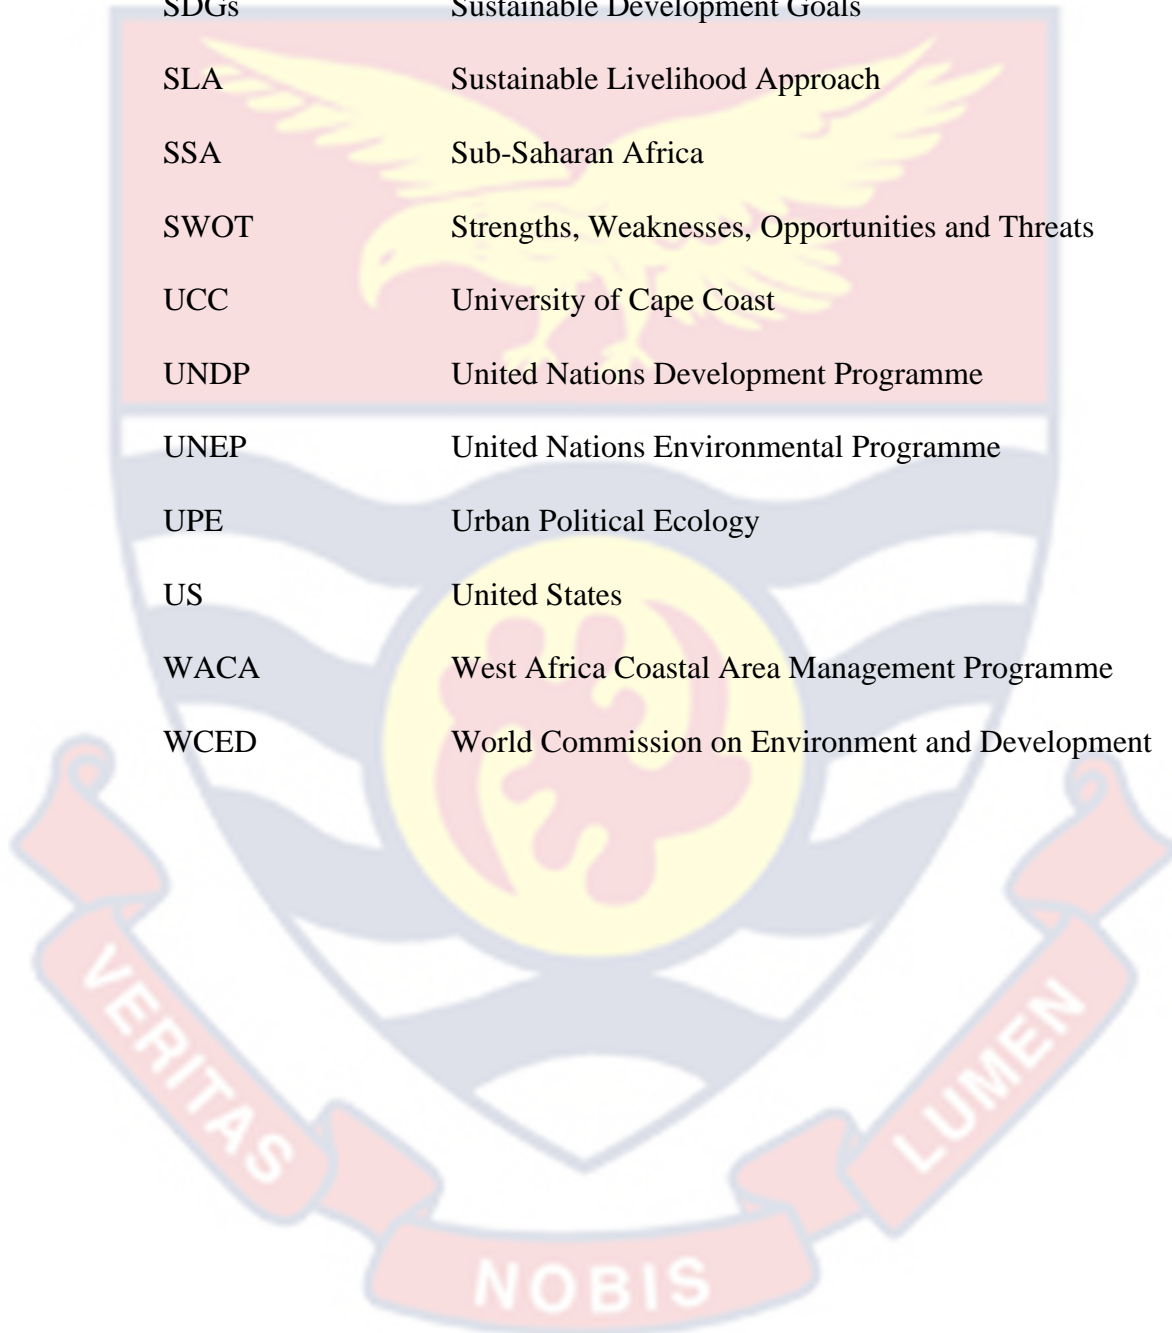 SDGs Sustainable Development Goals
SLA Sustainable Livelihood Approach
SSA Sub-Saharan Africa
SWOT Strengths, Weaknesses, Opportunities and Threats
UCC University of Cape Coast
UNDP United Nations Development Programme
UNEP United Nations Environmental Programme
UPE Urban Political Ecology
US United States
WACA West Africa Coastal Area Management Programme
WCED World Commission on Environment and Development
VERITAS
NOBIS
LUMEN